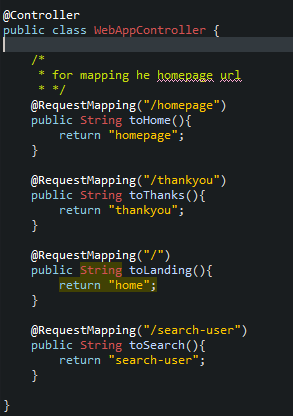 @Controller
public class WebAppController {
/*
* for mapping he homepage url
* */
@RequestMapping("/homepage")
public String toHome(){
return "homepage";
}
@RequestMapping("/thankyou")
public String toThanks(){
return "thankyou";
}
@RequestMapping("/")
public String toLanding(){
return "home";
}
@RequestMapping("/search-user")
public String toSearch(){
return "search-user";
}
}